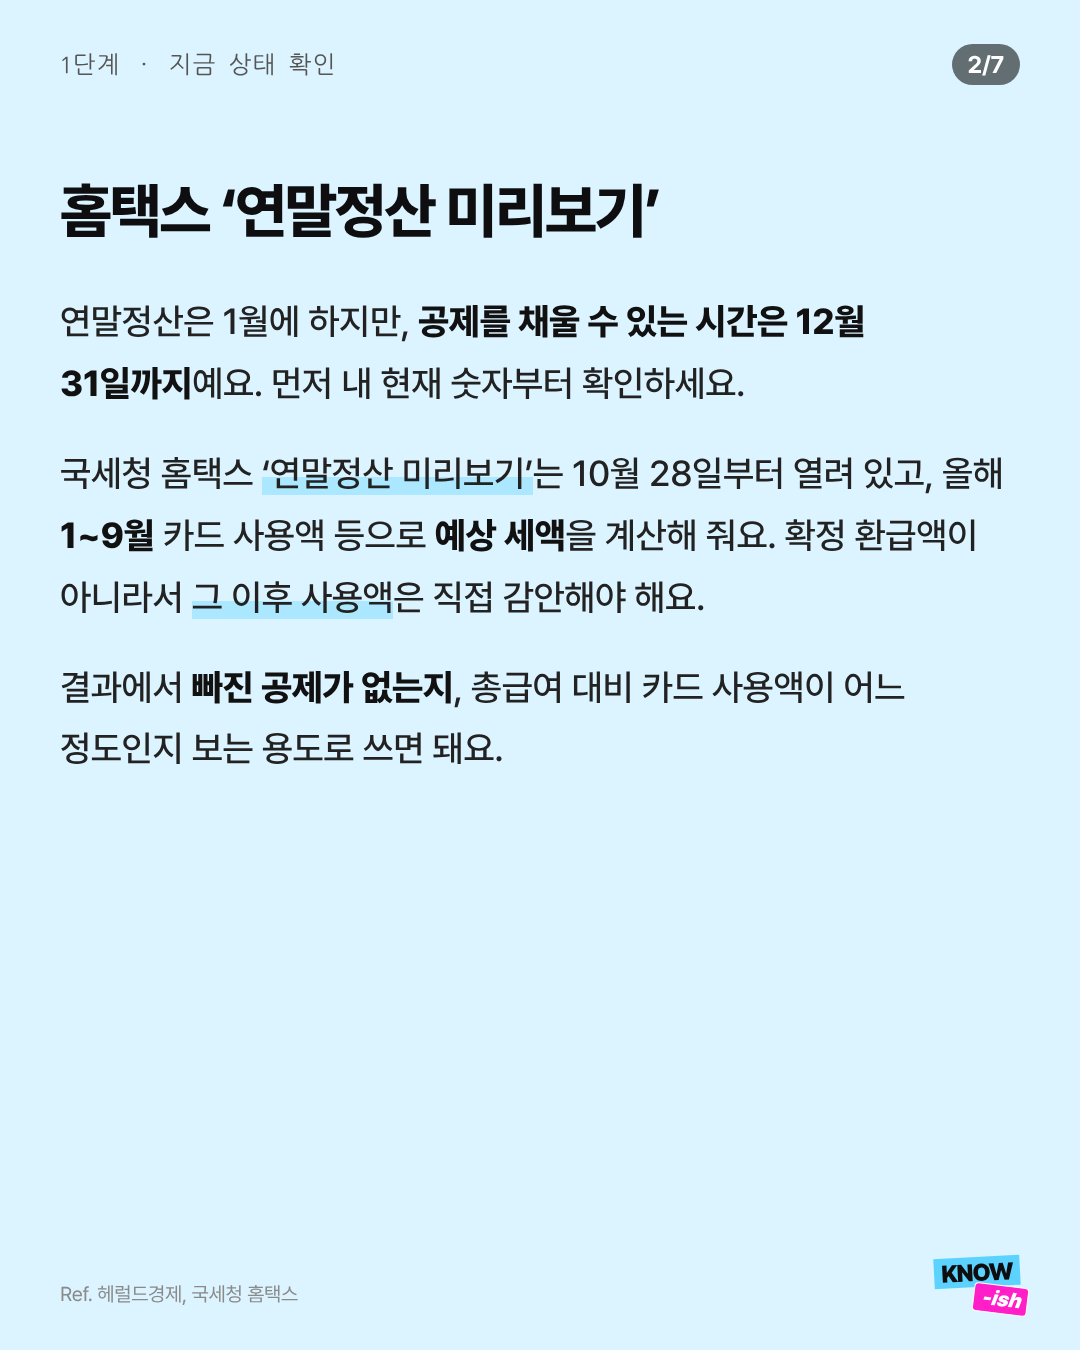 1단계 · 지금 상태 확인
2/7
홈택스 ‘연말정산 미리보기’
연말정산은 1월에 하지만, 공제를 채울 수 있는 시간은 12월
31일까지예요. 먼저 내 현재 숫자부터 확인하세요.
국세청 홈택스 ‘연말정산 미리보기’는 10월 28일부터 열려 있고, 올해
1~9월 카드 사용액 등으로 예상 세액을 계산해 줘요. 확정 환급액이
아니라서 그 이후 사용액은 직접 감안해야 해요.
결과에서 빠진 공제가 없는지, 총급여 대비 카드 사용액이 어느
정도인지 보는 용도로 쓰면 돼요.
Ref. 헤럴드경제, 국세청 홈택스
KNOW
-ish